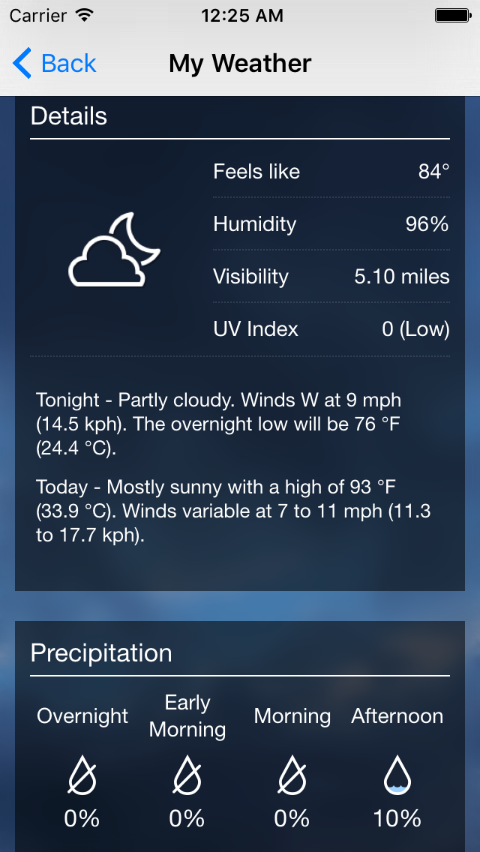 Carrier 12:25 AM
Back My Weather
Details
Feels like 84°
Humidity 96%
Visibility 5.10 miles
UV Index 0 (Low)
Tonight - Partly cloudy. Winds W at 9 mph
(14.5 kph). The overnight low will be 76 °F
(24.4 °C).
Today - Mostly sunny with a high of 93 °F
(33.9 °C). Winds variable at 7 to 11 mph (11.3
to 17.7 kph).
Precipitation
Overnight Early Morning Morning Afternoon
0% 0% 0% 10%